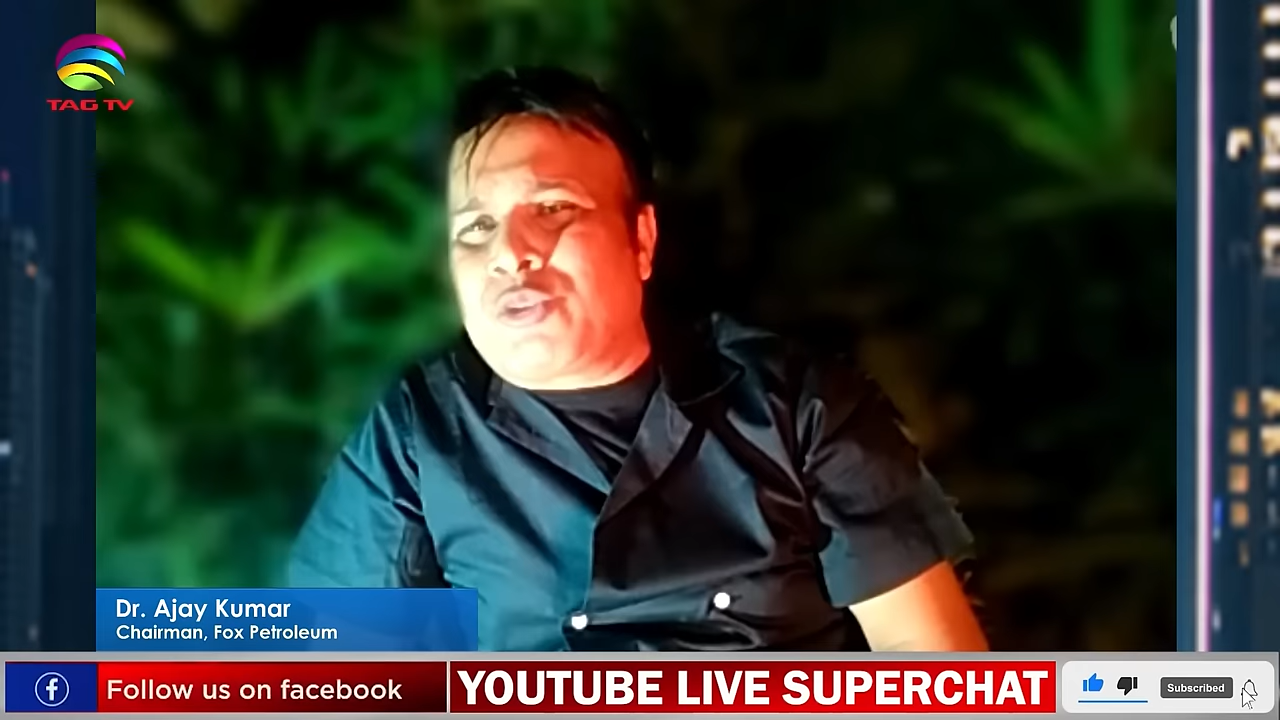 TAG TV
Dr. Ajay Kumar
Chairman, Fox Petroleum
Follow us on facebook
YOUTUBE LIVE SUPERCHAT
Subscribed